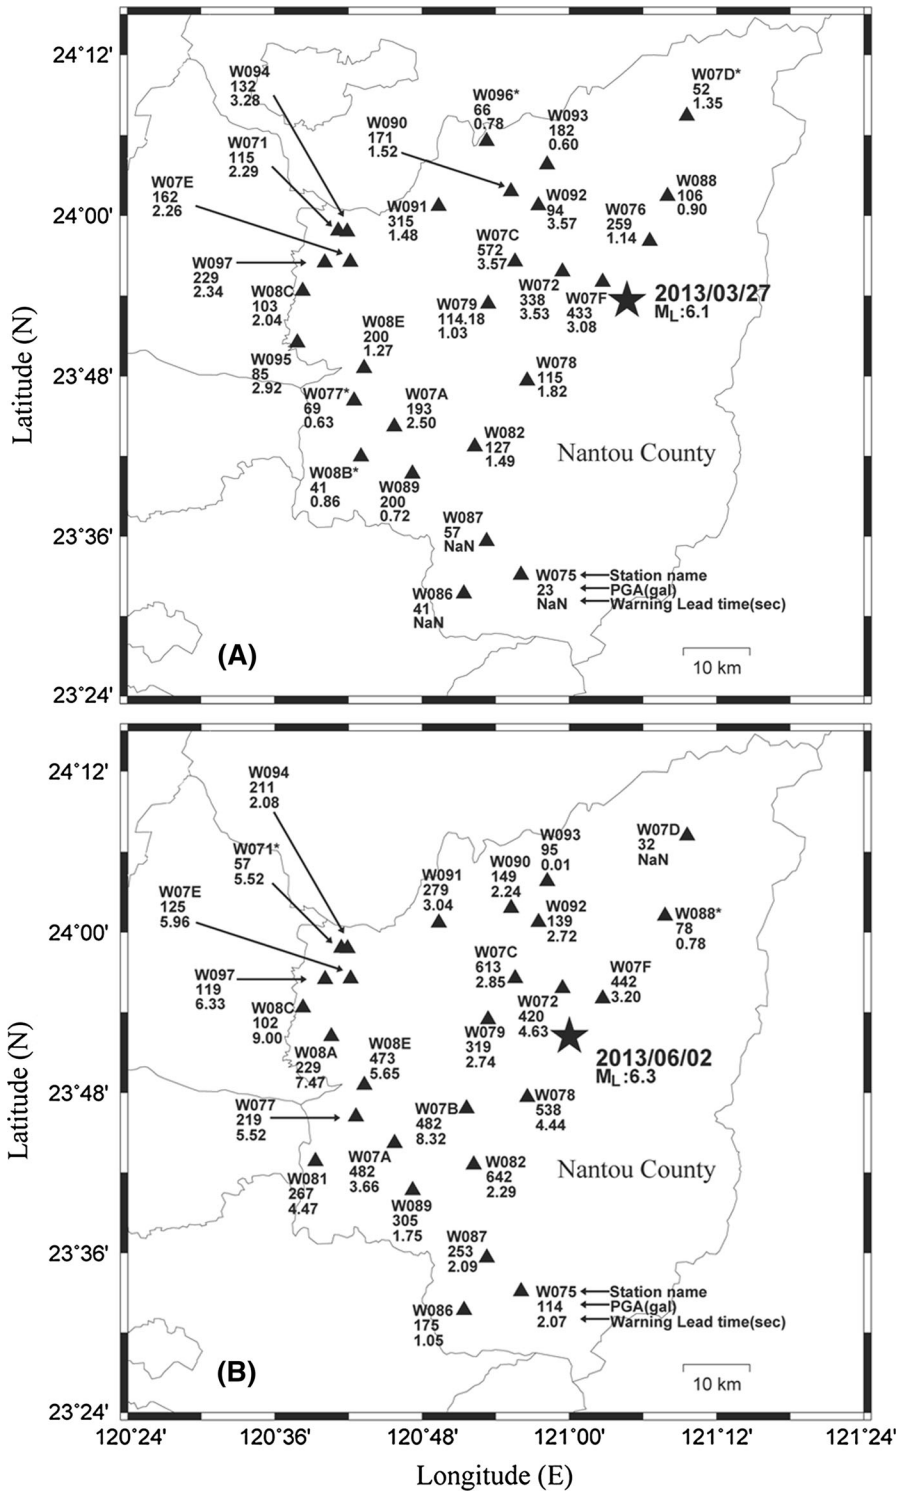 24°12'
24°00'
23°48'
23°36'
23°24'
Latitude (N)
W094
132
3.28
W071
115
2.29
W07E
162
2.26
W097
229
2.34
W08C
103
2.04
W095
85
2.92
W090
171
1.52
W096*
66
0.78
W093
182
0.60
W07D*
52
1.35
W091
315
1.48
W092
94
3.57
W088
106
0.90
W076
259
1.14
W07C
572
3.57
W072
338
3.53
W07F
433
3.08
2013/03/27
ML:6.1
W079
114.18
1.03
W08E
200
1.27
W078
115
1.82
W077*
69
0.63
W07A
193
2.50
W082
127
1.49
Nantou County
W08B*
41
0.86
W089
200
0.72
W087
57
NaN
W086
41
NaN
W075
23
NaN
Station name
PGA(gal)
Warning Lead time(sec)
(A)
10 km
24°12'
24°00'
23°48'
23°36'
23°24'
Latitude (N)
W094
211
2.08
W071*
57
5.52
W07E
125
5.96
W097
119
6.33
W08C
102
9.00
W08A
229
7.47
W08E
473
5.65
W091
279
3.04
W090
149
2.24
W093
95
0.01
W07D
32
NaN
W092
139
2.72
W088*
78
0.78
W07C
613
2.85
W072
420
4.63
W07F
442
3.20
W079
319
2.74
2013/06/02
ML:6.3
W077
219
5.52
W07B
482
8.32
W078
538
4.44
W081
267
4.47
W07A
482
3.66
W082
642
2.29
Nantou County
W089
305
1.75
W087
253
2.09
W086
175
1.05
W075
114
2.07
Station name
PGA(gal)
Warning Lead time(sec)
(B)
10 km
120°24'
120°36'
120°48'
121°00'
121°12'
121°24'
Longitude (E)